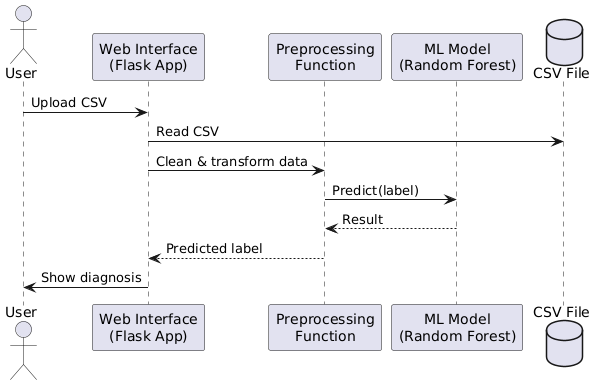 User
Web Interface
(Flask App)
Preprocessing
Function
ML Model
(Random Forest)
CSV File
Upload CSV
Read CSV
Clean & transform data
Predict(label)
Result
Predicted label
Show diagnosis
User
Web Interface
(Flask App)
Preprocessing
Function
ML Model
(Random Forest)
CSV File